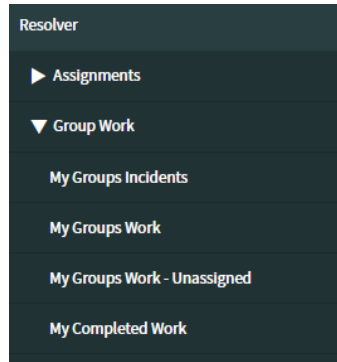 Resolver
Assignments
Group Work
My Groups Incidents
My Groups Work
My Groups Work - Unassigned
My Completed Work